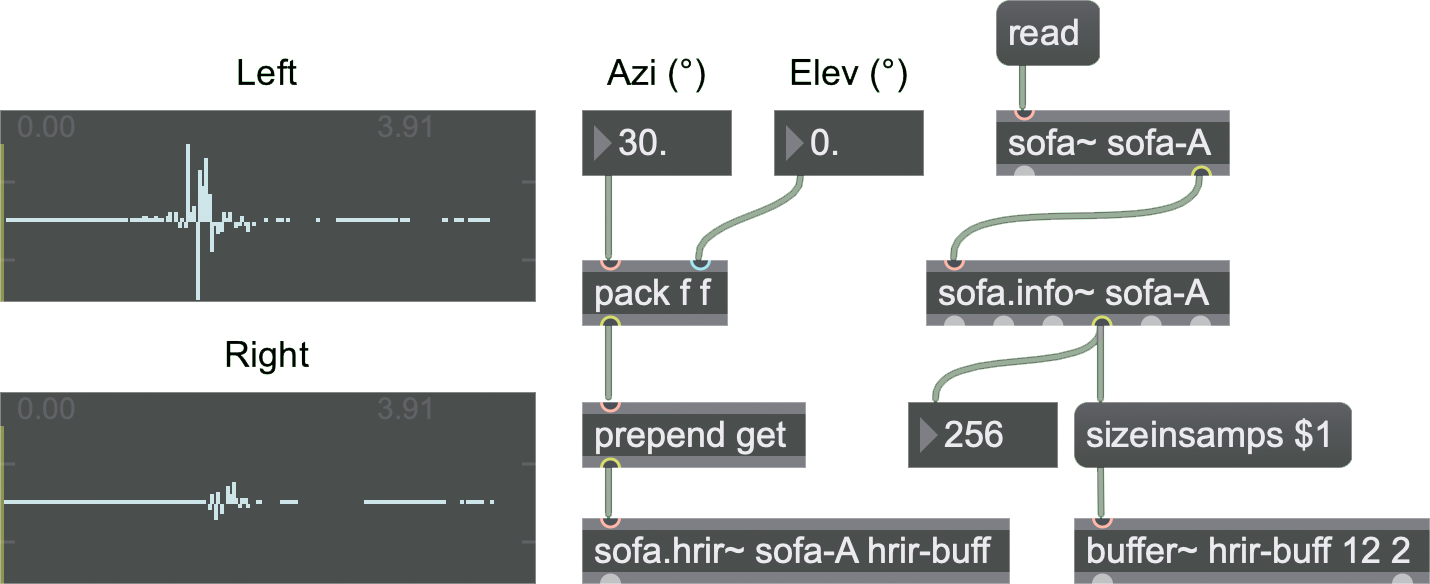 read
Left
Azi (°)
Elev (°)
0.00
3.91
30.
0.
sofa~ sofa-A
pack f f
sofa.info~ sofa-A
Right
0.00
3.91
prepend get
256
sizeinsamps $1
sofa.hrir~ sofa-A hrir-buff
buffer~ hrir-buff 12 2